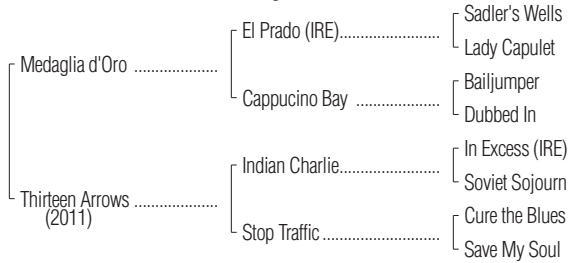 Medaglia d'Oro ....................
El Prado (IRE)........................
Sadler's Wells
Lady Capulet
Cappucino Bay ....................
Bailjumper
Dubbed In
Thirteen Arrows ....................
(2011)
Indian Charlie........................
In Excess (IRE)
Soviet Sojourn
Stop Traffic............................
Cure the Blues
Save My Soul